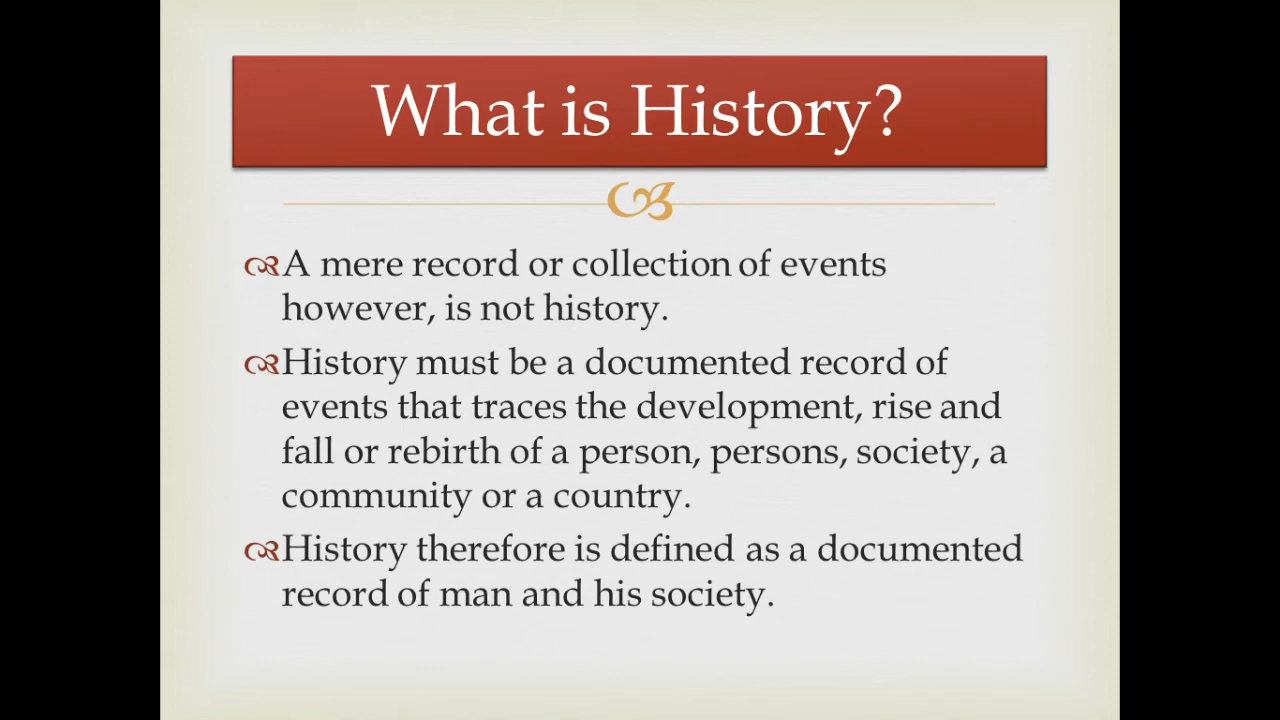 What is History?
A mere record or collection of events
however, is not history.
History must be a documented record of
events that traces the development, rise and
fall or rebirth of a person, persons, society, a
community or a country.
History therefore is defined as a documented
record of man and his society.